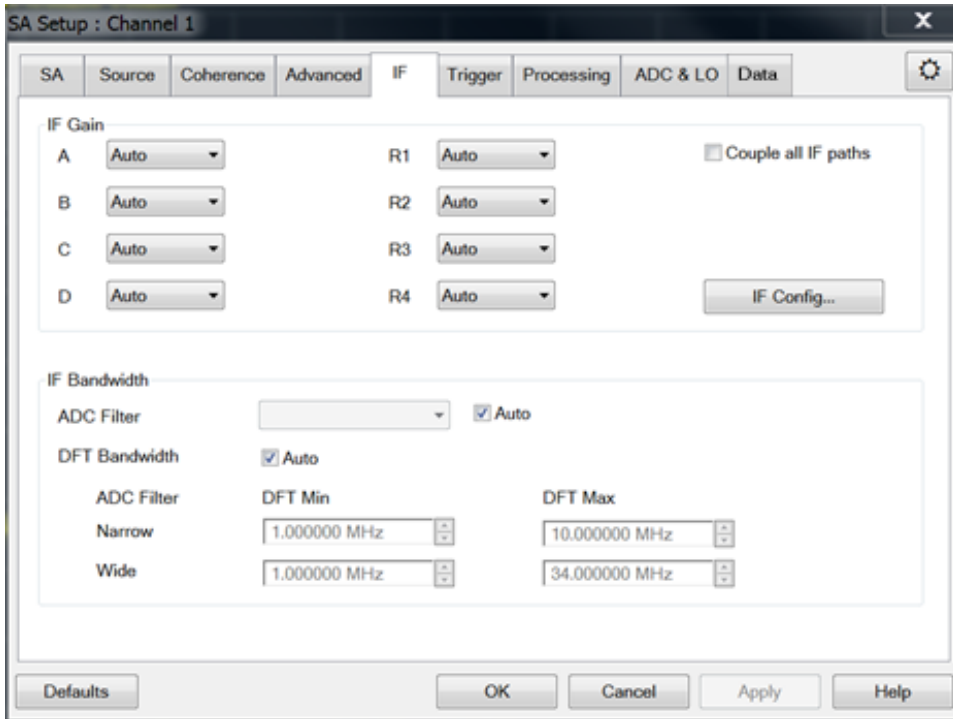 SA Setup : Channel 1
SA Source Coherence Advanced IF Trigger Processing ADC & LO Data
IF Gain
A Auto R1 Auto Couple all IF paths
B Auto R2 Auto
C Auto R3 Auto
D Auto R4 Auto IF Config...
IF Bandwidth
ADC Filter Auto
DFT Bandwidth Auto
ADC Filter DFT Min DFT Max
Narrow 1.000000 MHz 10.000000 MHz
Wide 1.000000 MHz 34.000000 MHz
Defaults OK Cancel Apply Help